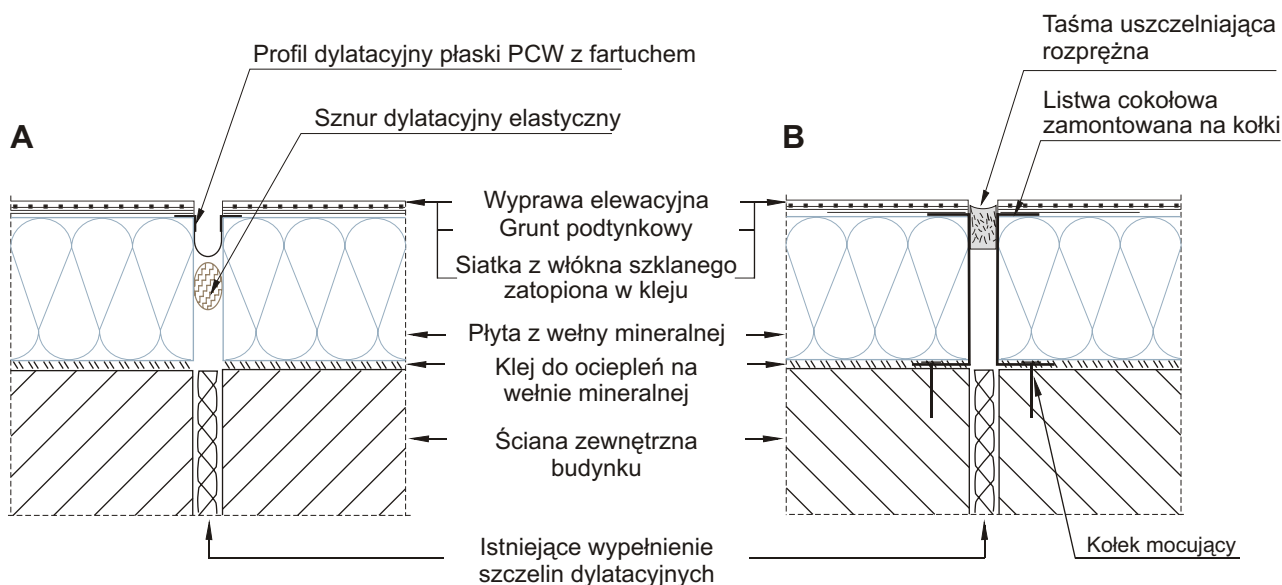 Taśma uszczelniająca
rozprężna
Profil dylatacyjny płaski PCW z fartuchem
Listwa cokołowa
zamontowana na kołki
Sznur dylatacyjny elastyczny
A
B
Wyprawa elewacyjna
Grunt podtynkowy
Siatka z włókna szklanego
zatopiona w kleju
Płyta z wełny mineralnej
Klej do ociepleń na
wełnie mineralnej
Ściana zewnętrzna
budynku
Istniejące wypełnienie
szczelin dylatacyjnych
Kołek mocujący